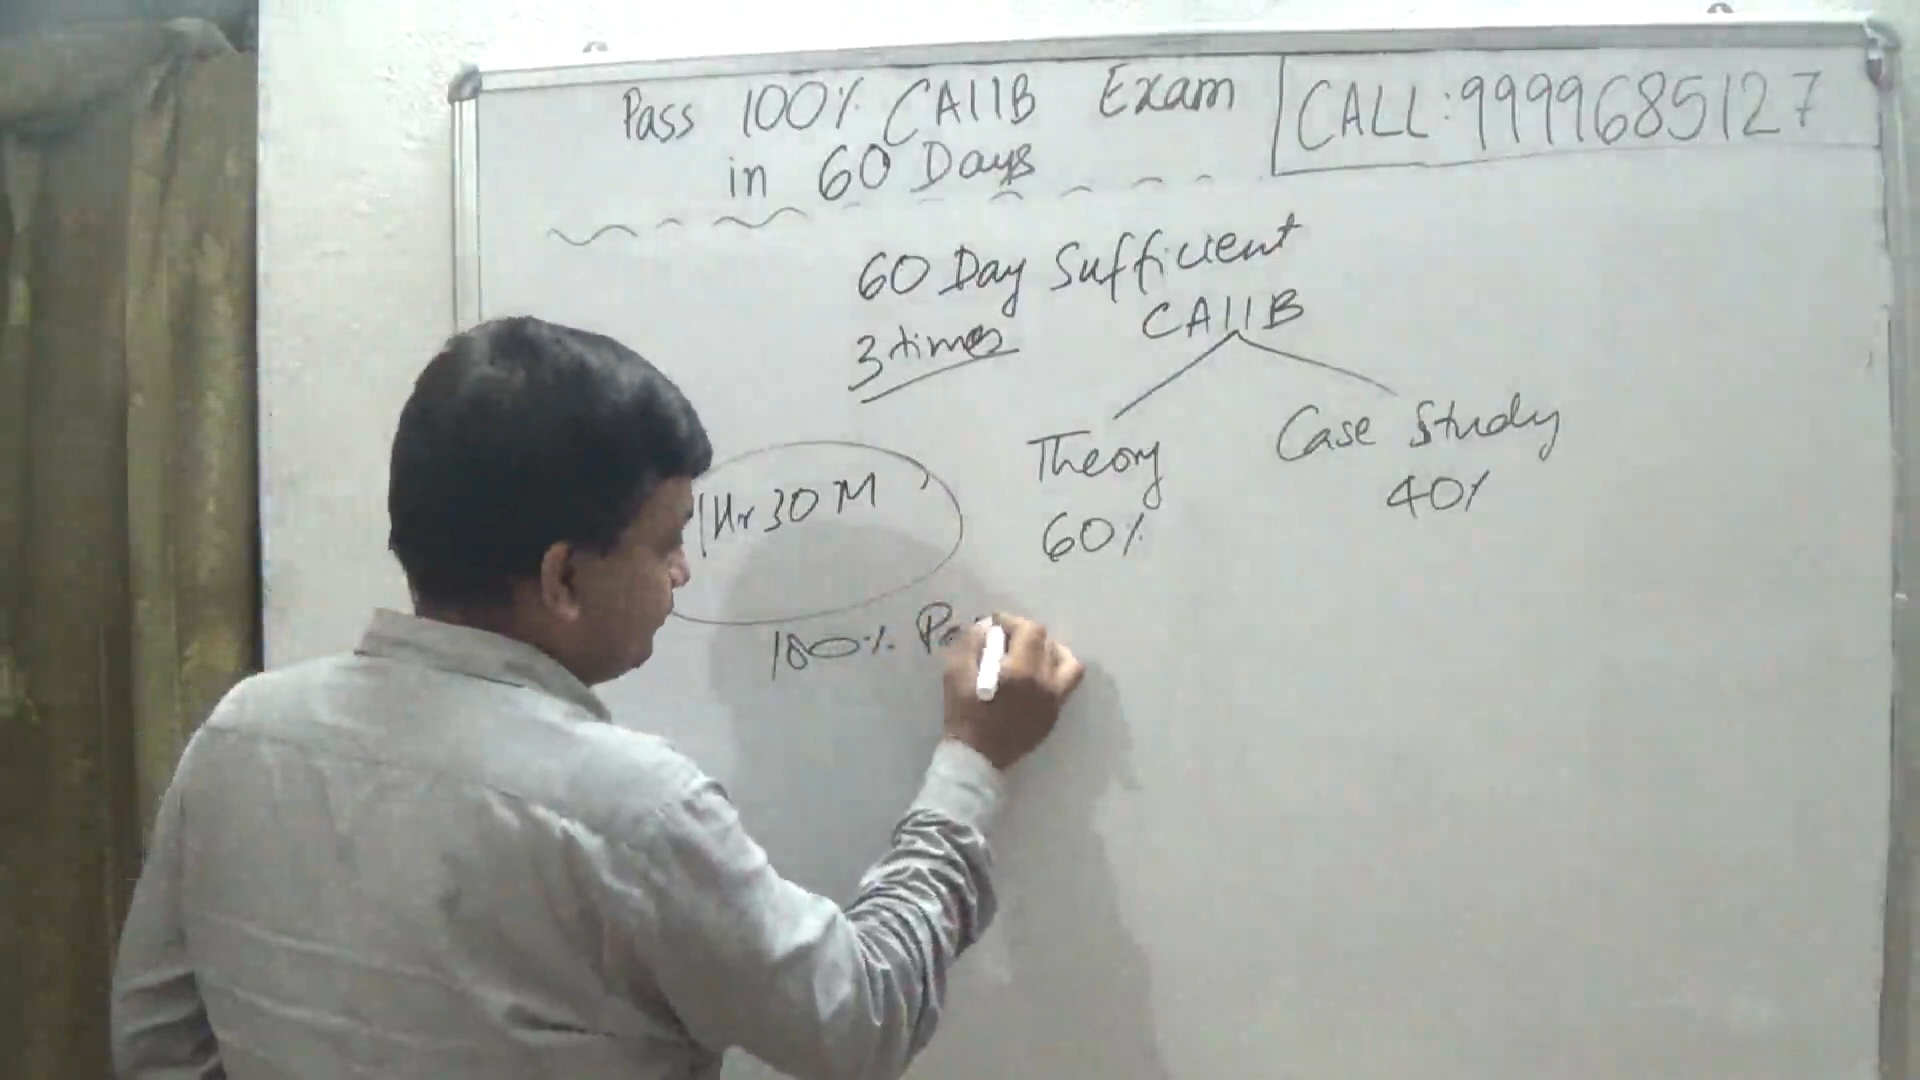 Pass 100% CAIIB Exam
in 60 Days
CALL: 9999685127
60 Day Sufficient
3 times
CAIIB
Theory
60%
Case Study
40%
1Hr 30 M
100%